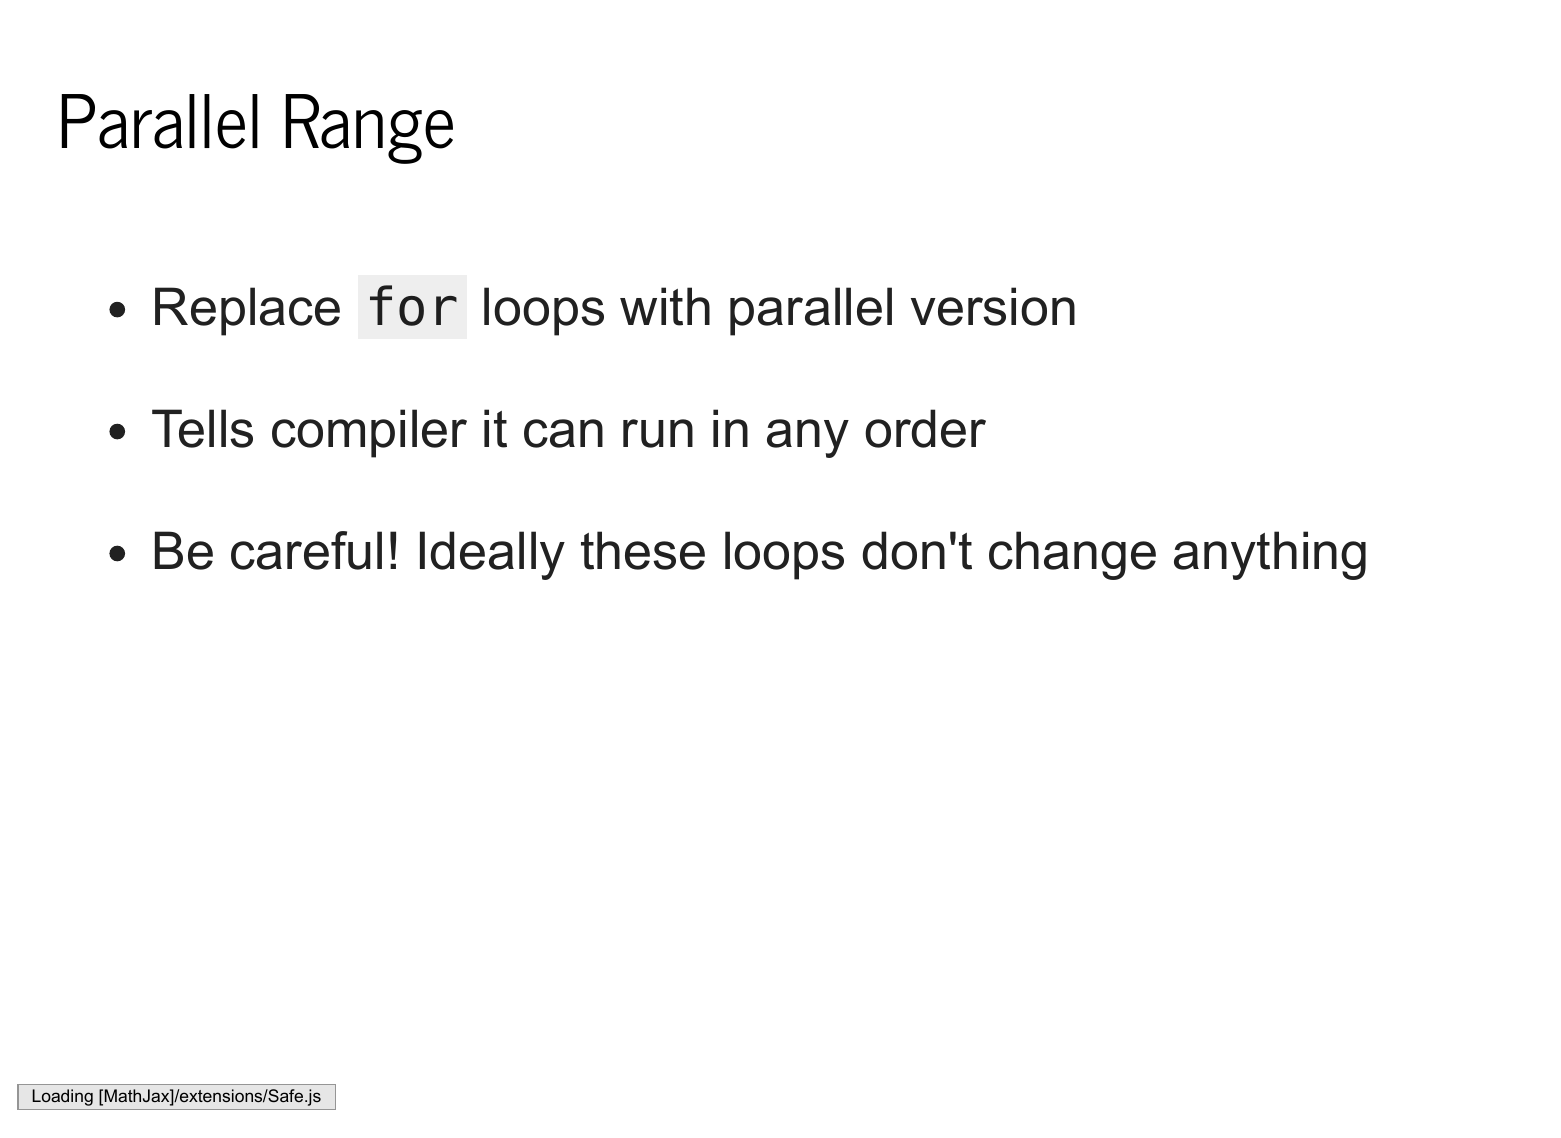 Parallel Range
• Replace for loops with parallel version
• Tells compiler it can run in any order
• Be careful! Ideally these loops don't change anything
Loading [MathJax]/extensions/Safe.js